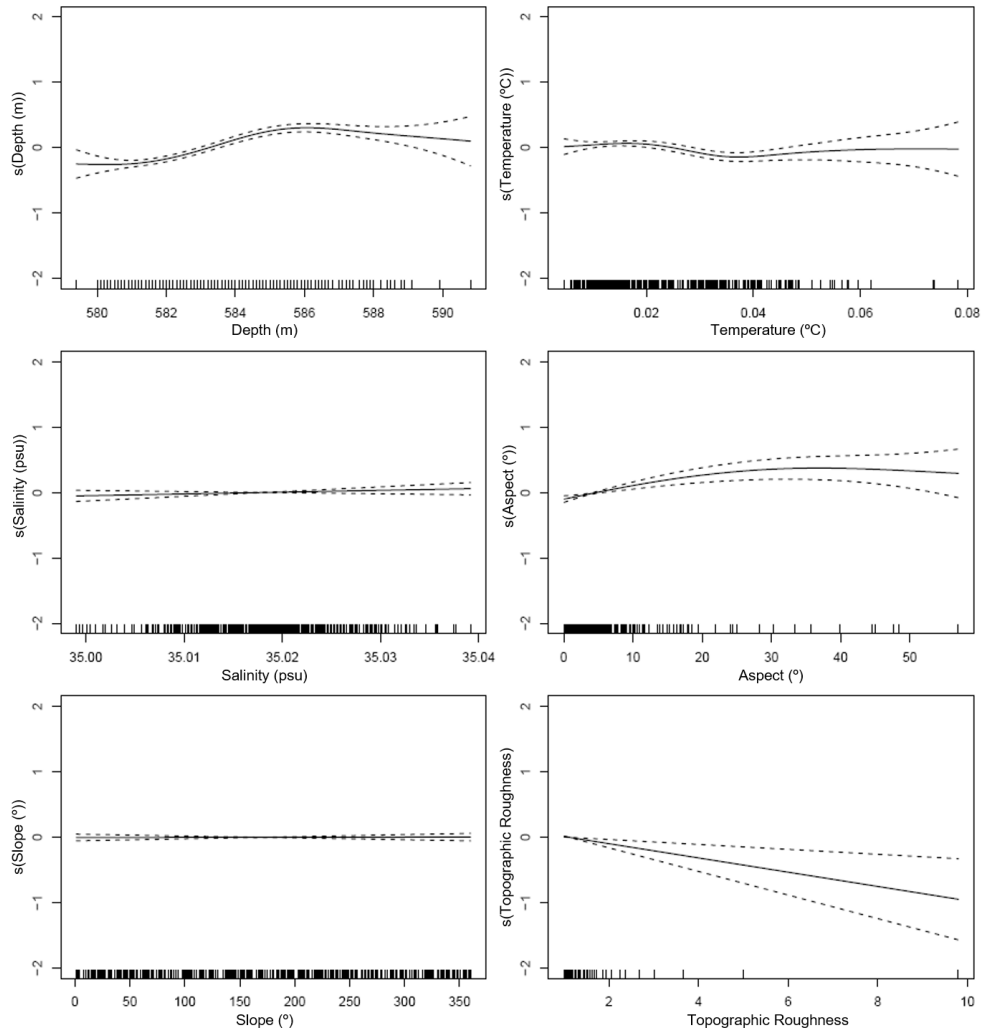 2
1
0
−1
−2
s(Depth (m))
580 582 584 586 588 590
Depth (m)
2
1
0
−1
−2
s(Temperature (ºC))
0.02 0.04 0.06 0.08
Temperature (ºC)
2
1
0
−1
−2
s(Salinity (psu))
35.00 35.01 35.02 35.03 35.04
Salinity (psu)
2
1
0
−1
−2
s(Aspect (º))
0 10 20 30 40 50
Aspect (º)
2
1
0
−1
−2
s(Slope (º))
0 50 100 150 200 250 300 350
Slope (º)
2
1
0
−1
−2
s(Topographic Roughness)
2 4 6 8 10
Topographic Roughness